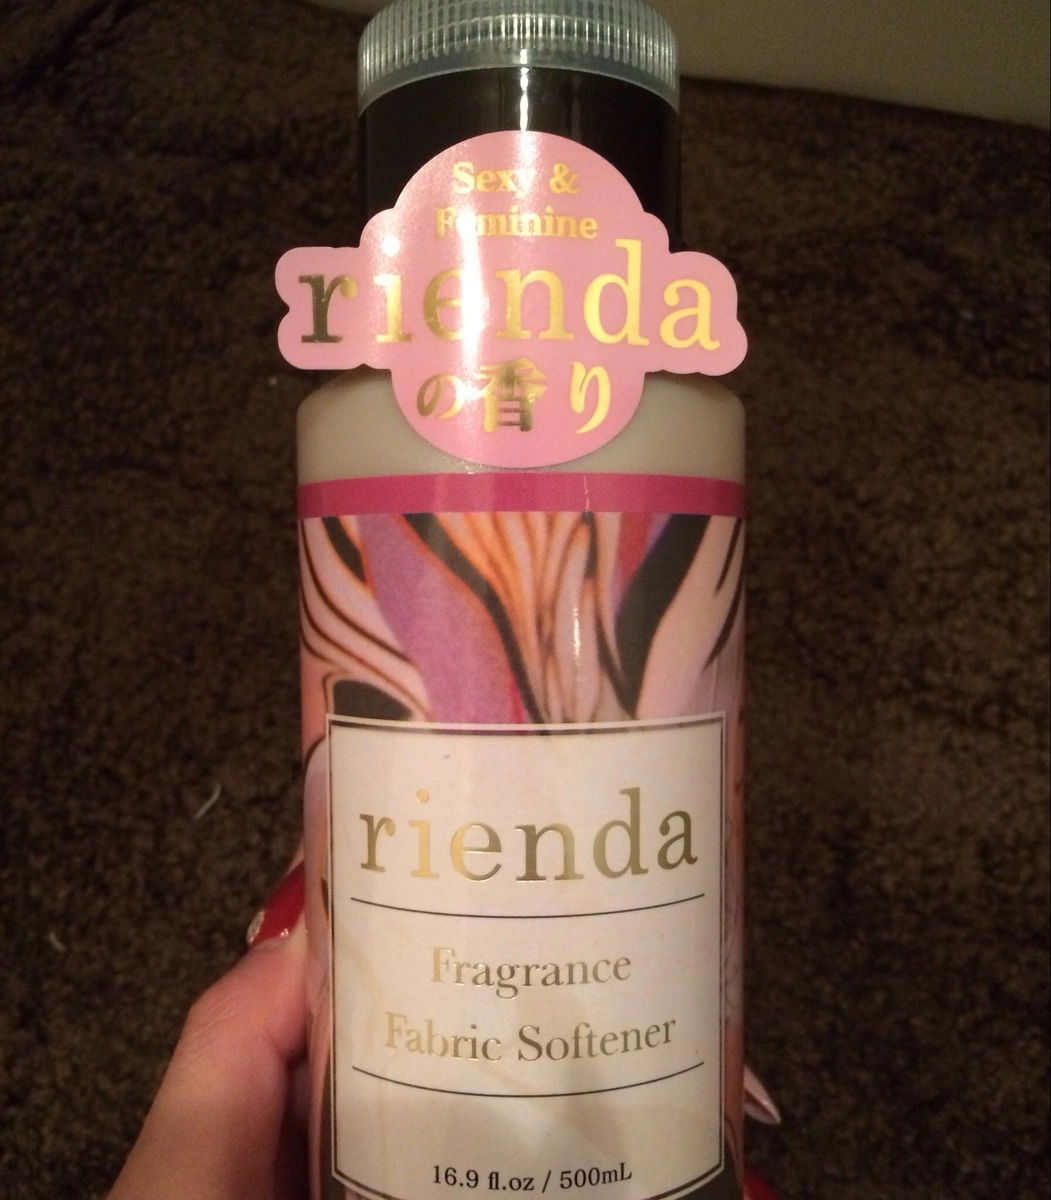 Sexy &
Feminine
rienda
の香り
rienda
Fragrance
Fabric Softener
16.9 fl.oz / 500mL